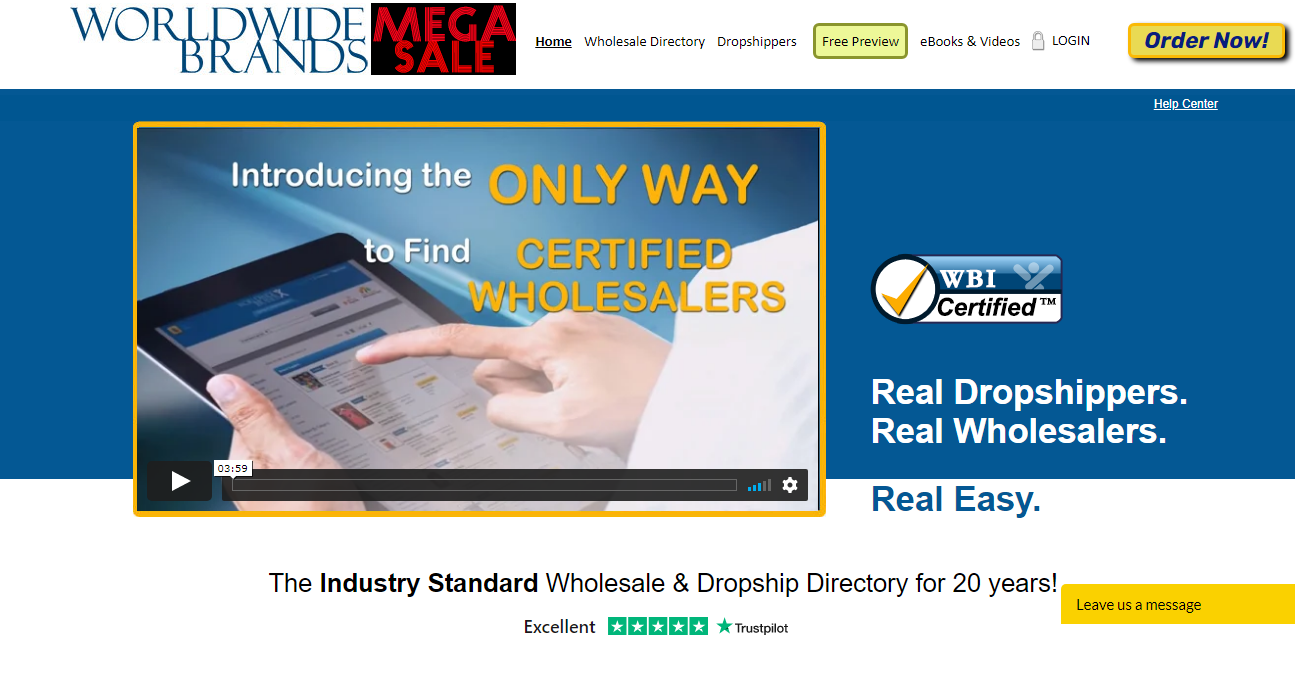 WORLDWIDE
BRANDS
MEGA
SALE
Home Wholesale Directory Dropshippers Free Preview eBooks & Videos LOGIN Order Now!
Help Center
Introducing the ONLY WAY
to Find CERTIFIED
WHOLESALERS
WBI
Certified™
Real Dropshippers.
Real Wholesalers.
03:59
Real Easy.
The Industry Standard Wholesale & Dropship Directory for 20 years!
Leave us a message
Excellent Trustpilot